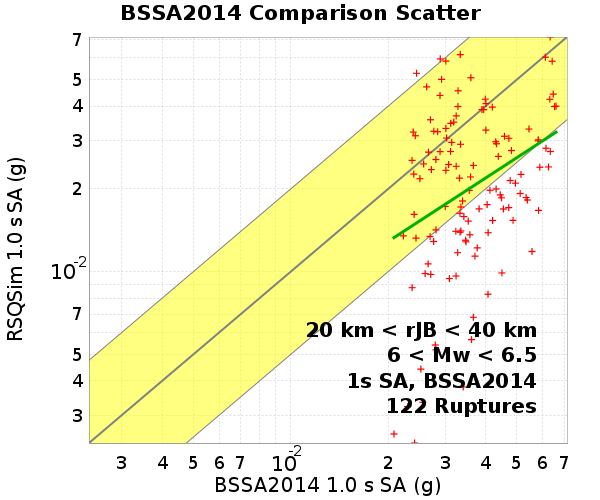 BSSA2014 Comparison Scatter
RSQSim 1.0 s SA (g)
7
5
4
3
2
10⁻²
7
5
4
3
20 km < rJB < 40 km
6 < Mw < 6.5
1s SA, BSSA2014
122 Ruptures
3 4 5 6 7 10⁻² 2 3 4 5 6 7
BSSA2014 1.0 s SA (g)